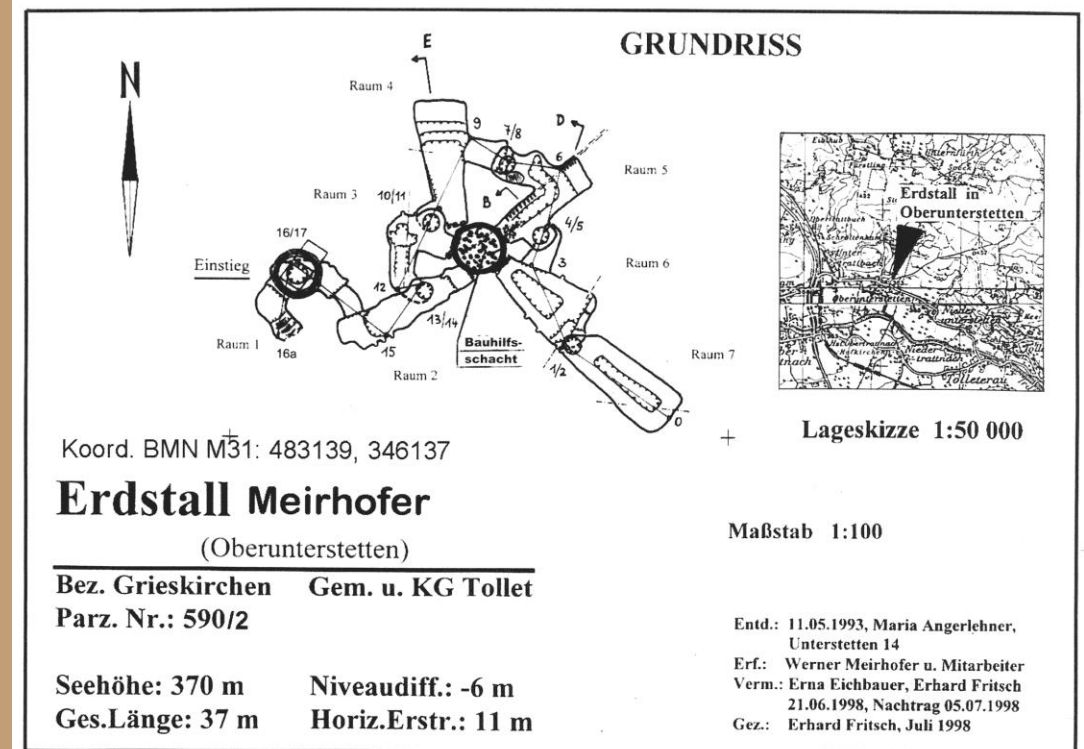 GRUNDRISS
N
E
Raum 4
9
7/8
D
6
Raum 5
B
Raum 3
10/11
4/5
3
Raum 6
16/17
Einstieg
12
13/14
Raum 1
16a
15
Raum 2
Bauhilfs-
schacht
1/2
Raum 7
0
Erdstall in
Oberunterstetten
Oberunterstetten
Tolleterau
Lageskizze 1:50 000
Koord. BMN M31: 483139, 346137
Erdstall Meirhofer
(Oberunterstetten)
Maßstab 1:100
Bez. Grieskirchen Gem. u. KG Tollet
Parz. Nr.: 590/2
Seehöhe: 370 m Niveaudiff.: -6 m
Ges.Länge: 37 m Horiz.Erstr.: 11 m
Entd.: 11.05.1993, Maria Angerlehner,
Unterstetten 14
Erf.: Werner Meirhofer u. Mitarbeiter
Verm.: Erna Eichbauer, Erhard Fritsch
21.06.1998, Nachtrag 05.07.1998
Gez.: Erhard Fritsch, Juli 1998